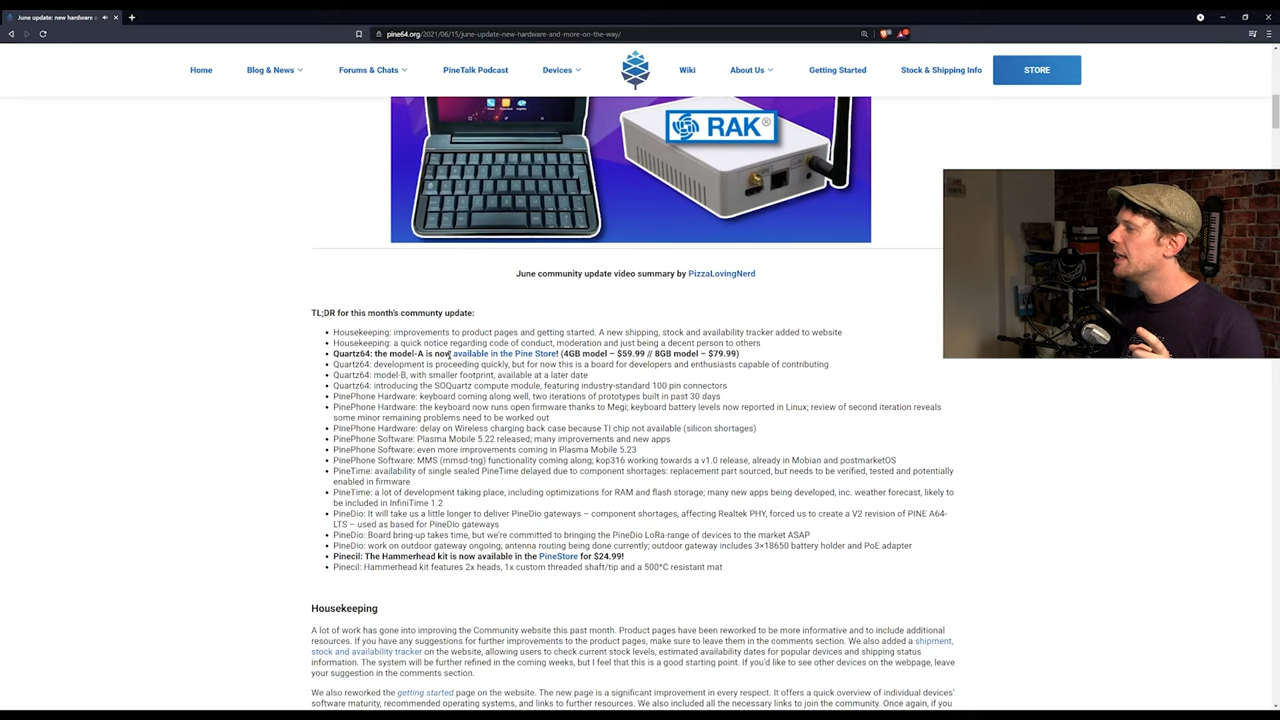 June update: new hardware
pine64.org/2021/06/15/june-update-new-hardware-and-more-on-the-way/
Home
Blog & News
Forums & Chats
PineTalk Podcast
Devices
Wiki
About Us
Getting Started
Stock & Shipping Info
STORE
RAK®
June community update video summary by PizzaLovingNerd
TL;DR for this month's communty update:
Housekeeping: improvements to product pages and getting started. A new shipping, stock and availability tracker added to website
Housekeeping: a quick notice regarding code of conduct, moderation and just being a decent person to others
Quartz64: the model-A is now available in the Pine Store! (4GB model – $59.99 // 8GB model – $79.99)
Quartz64: development is proceeding quickly, but for now this is a board for developers and enthusiasts capable of contributing
Quartz64: model-B, with smaller footprint, available at a later date
Quartz64: introducing the SOQuartz compute module, featuring industry-standard 100 pin connectors
PinePhone Hardware: keyboard coming along well, two iterations of prototypes built in past 30 days
PinePhone Hardware: the keyboard now runs open firmware thanks to Megi; keyboard battery levels now reported in Linux; review of second iteration reveals
some minor remaining problems need to be worked out
PinePhone Hardware: delay on Wireless charging back case because TI chip not available (silicon shortages)
PinePhone Software: Plasma Mobile 5.22 released; many improvements and new apps
PinePhone Software: even more improvements coming in Plasma Mobile 5.23
PinePhone Software: MMS (mmsd-tng) functionality coming along; kop316 working towards a v1.0 release, already in Mobian and postmarketOS
PineTime: availability of single sealed PineTime delayed due to component shortages: replacement part sourced, but needs to be verified, tested and potentially
enabled in firmware
PineTime: a lot of development taking place, including optimizations for RAM and flash storage; many new apps being developed, inc. weather forecast, likely to
be included in InfiniTime 1.2
PineDio: It will take us a little longer to deliver PineDio gateways – component shortages, affecting Realtek PHY, forced us to create a V2 revision of PINE A64-
LTS – used as based for PineDio gateways
PineDio: Board bring-up takes time, but we're committed to bringing the PineDio LoRa-range of devices to the market ASAP
PineDio: work on outdoor gateway ongoing; antenna routing being done currently; outdoor gateway includes 3×18650 battery holder and PoE adapter
Pinecil: The Hammerhead kit is now available in the PineStore for $24.99!
Pinecil: Hammerhead kit features 2x heads, 1x custom threaded shaft/tip and a 500*C resistant mat
Housekeeping
A lot of work has gone into improving the Community website this past month. Product pages have been reworked to be more informative and to include additional
resources. If you have any suggestions for further improvements to the product pages, make sure to leave them in the comments section. We also added a shipment,
stock and availability tracker on the website, allowing users to check current stock levels, estimated availability dates for popular devices and shipping status
information. The system will be further refined in the coming weeks, but I feel that this is a good starting point. If you'd like to see other devices on the webpage, leave
your suggestion in the comments section.
We also reworked the getting started page on the website. The new page is a significant improvement in every respect. It offers a quick overview of individual devices'
software maturity, recommended operating systems, and links to further resources. We also included all the necessary links to join the community. Once again, if you